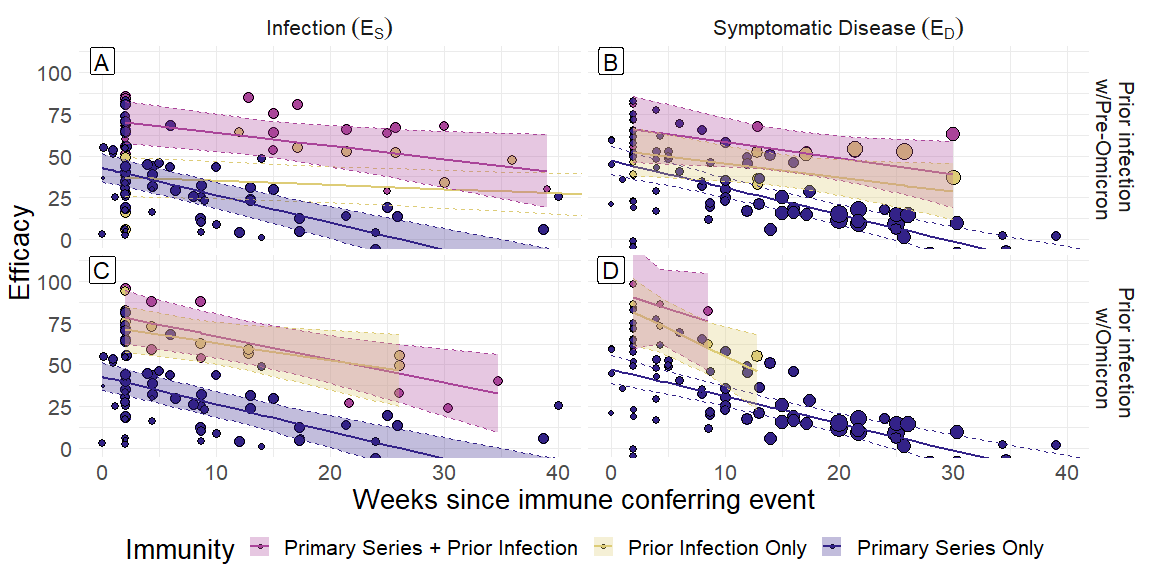 Infection (E_S)
Symptomatic Disease (E_D)
A
B
100
75
50
25
0
Prior infection
w/Pre-Omicron
Efficacy
C
D
100
75
50
25
0
Prior infection
w/Omicron
0 10 20 30 40
0 10 20 30 40
Weeks since immune conferring event
Immunity
Primary Series + Prior Infection
Prior Infection Only
Primary Series Only